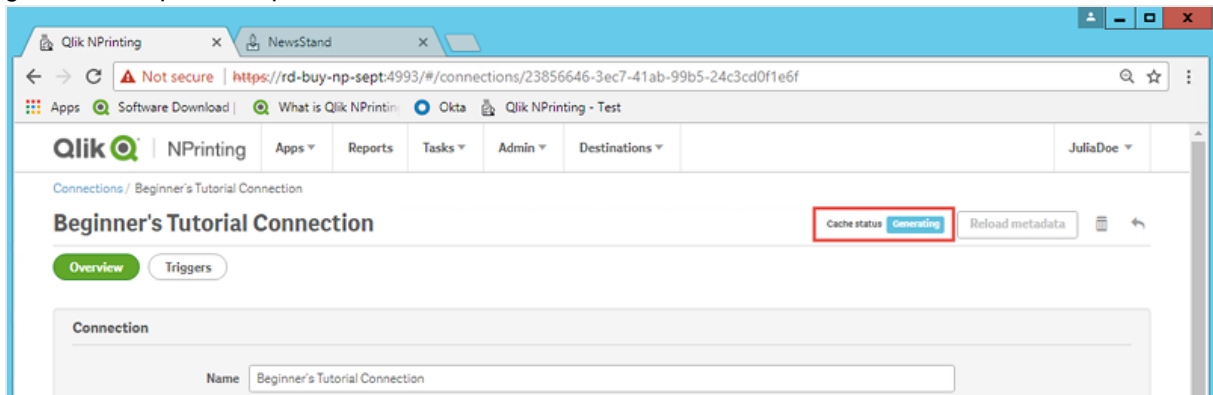 Qlik NPrinting
NewsStand
Not secure | https://rd-buy-np-sept:4993/#/connections/23856646-3ec7-41ab-99b5-24c3cd0f1e6f
Apps Software Download | What is Qlik NPrinting Okta Qlik NPrinting - Test
Qlik NPrinting Apps Reports Tasks Admin Destinations JuliaDoe
Connections / Beginner's Tutorial Connection
Beginner's Tutorial Connection Cache status Generating Reload metadata
Overview Triggers
Connection
Name Beginner's Tutorial Connection